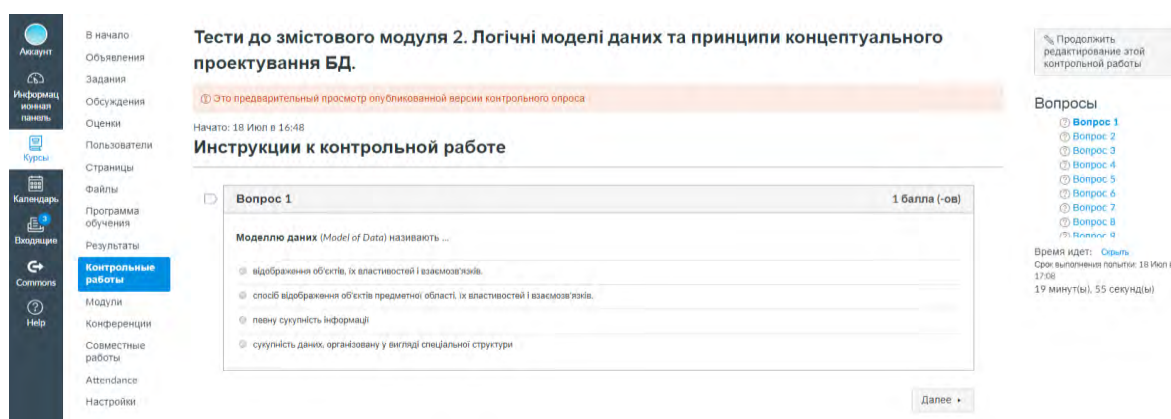 Аккаунт
Информац
ионная
панель
Курсы
Календарь
3
Входящие
Commons
Help
В начало
Объявления
Задания
Обсуждения
Оценки
Пользователи
Страницы
Файлы
Программа
обучения
Результаты
Контрольные
работы
Модули
Конференции
Совместные
работы
Attendance
Настройки
Тести до змістового модуля 2. Логічні моделі даних та принципи концептуального
проектування БД.
Это предварительный просмотр опубликованной версии контрольного опроса
Начато: 18 Июл в 16:48
Инструкции к контрольной работе
Вопрос 1 1 балла (-ов)
Моделлю даних (Model of Data) називають ...
відображення об'єктів, їх властивостей і взаємозв'язків.
спосіб відображення об'єктів предметної області, їх властивостей і взаємозв'язків.
певну сукупність інформації
сукупність даних, організовану у вигляді спеціальної структури
Далее
Продолжить
редактирование этой
контрольной работы
Вопросы
Вопрос 1
Вопрос 2
Вопрос 3
Вопрос 4
Вопрос 5
Вопрос 6
Вопрос 7
Вопрос 8
Вопрос 9
Время идет: Скрыть
Срок выполнения попытки: 18 Июл в
17:08
19 минут(ы), 55 секунд(ы)